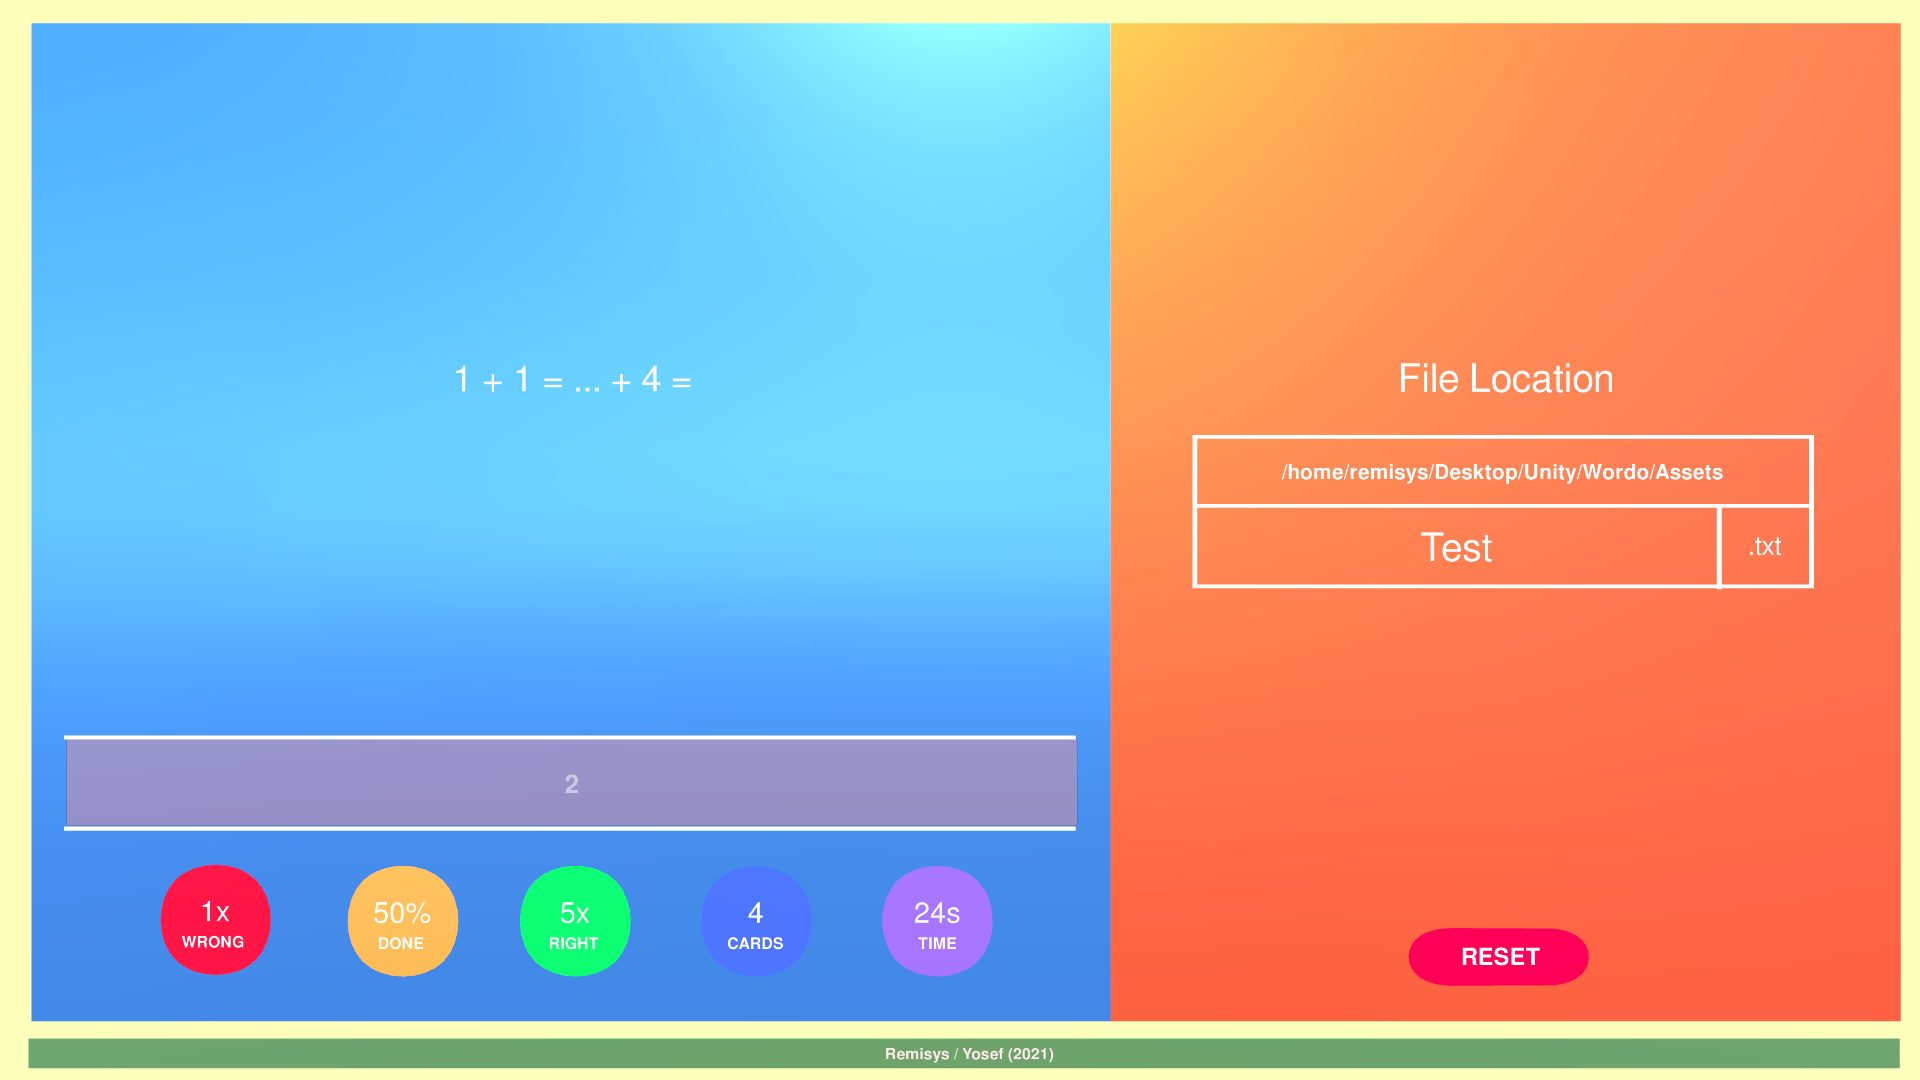 1 + 1 = ... + 4 =
2
1x
WRONG
50%
DONE
5x
RIGHT
4
CARDS
24s
TIME
File Location
/home/remisys/Desktop/Unity/Wordo/Assets
Test
.txt
RESET
Remisys / Yosef (2021)